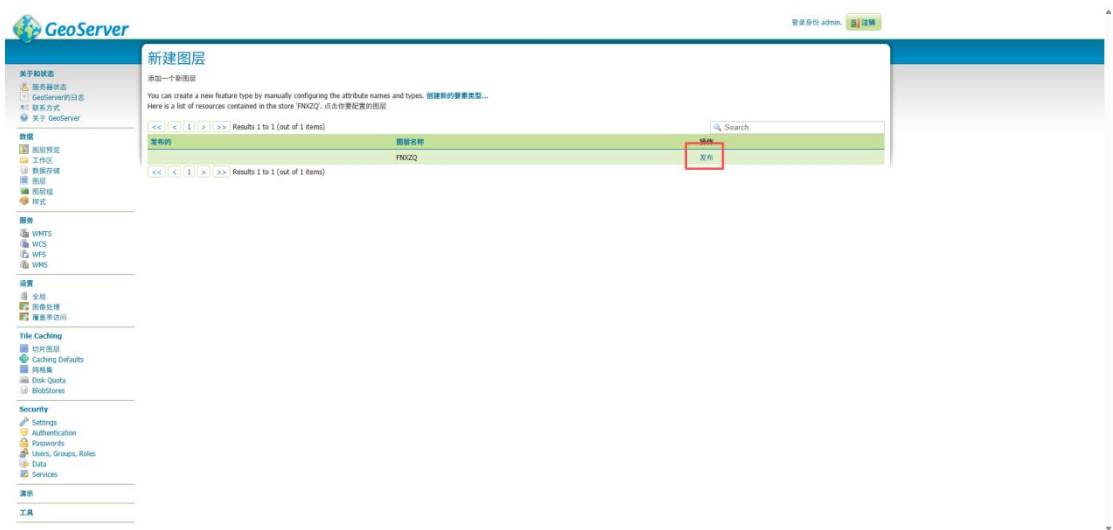 GeoServer
登录身份 admin. 注销
关于和状态
服务器状态
GeoServer的日志
联系方式
关于 GeoServer
数据
图层预览
工作区
数据存储
图层
图层组
样式
服务
WMTS
WCS
WFS
WMS
设置
全局
图像处理
覆盖率访问
Tile Caching
切片图层
Caching Defaults
网格集
Disk Quota
BlobStores
Security
Settings
Authentication
Passwords
Users, Groups, Roles
Data
Services
演示
工具
新建图层
添加一个新图层
You can create a new feature type by manually configuring the attribute names and types. 创建新的要素类型...
Here is a list of resources contained in the store 'FNXZQ'. 点击你要配置的图层
<< < 1 > >> Results 1 to 1 (out of 1 items) Search
发布的 图层名称 操作
FNXZQ 发布
<< < 1 > >> Results 1 to 1 (out of 1 items)